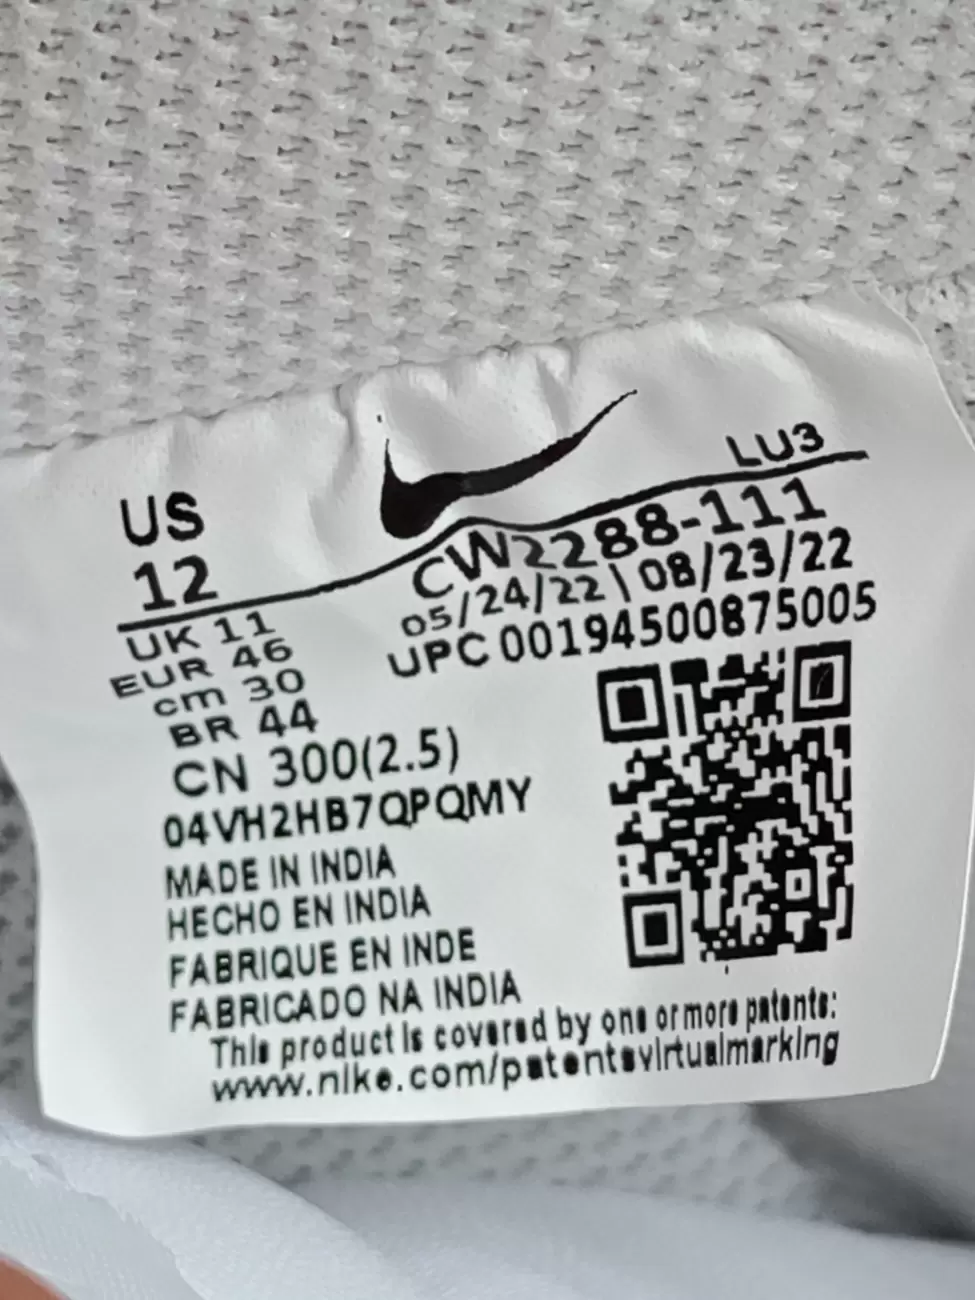 LU3
US
12
CW2288-111
05/24/22 \ 08/23/22
UPC 00194500875005
UK 11
EUR 46
cm 30
BR 44
CN 300(2.5)
04VH2HB7QPQMY
MADE IN INDIA
HECHO EN INDIA
FABRIQUE EN INDE
FABRICADO NA INDIA
This product is covered by one or more patents:
www.nike.com/patentsvirtualmarking